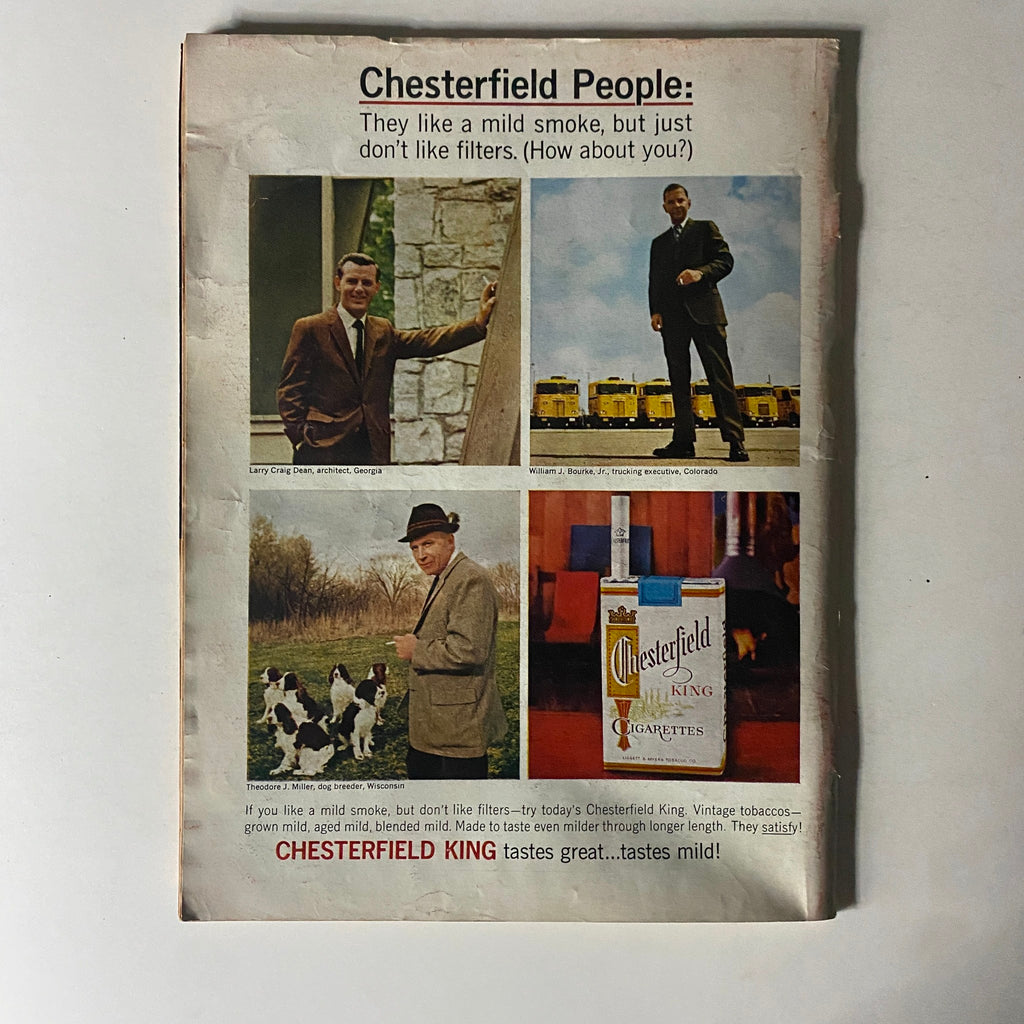 Chesterfield People:
They like a mild smoke, but just
don't like filters. (How about you?)
Larry Craig Dean, architect, Georgia
William J. Bourke, Jr., trucking executive, Colorado
Theodore J. Miller, dog breeder, Wisconsin
Chesterfield
KING
CIGARETTES
LIGGETT & MYERS TOBACCO CO.
If you like a mild smoke, but don't like filters—try today's Chesterfield King. Vintage tobaccos—
grown mild, aged mild, blended mild. Made to taste even milder through longer length. They satisfy!
CHESTERFIELD KING tastes great...tastes mild!